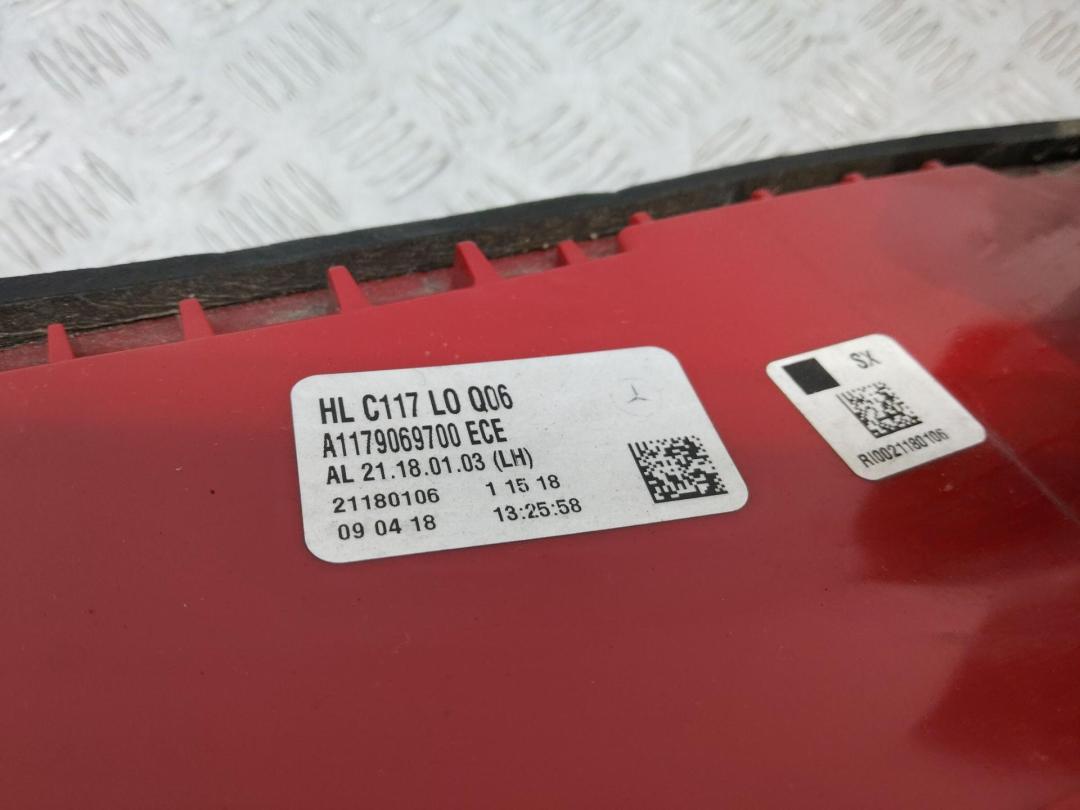 HL C117 LO Q06
A1179069700 ECE
AL 21.18.01.03 (LH)
21180106 1 15 18
09 04 18 13:25:58
SX
RI0021180106